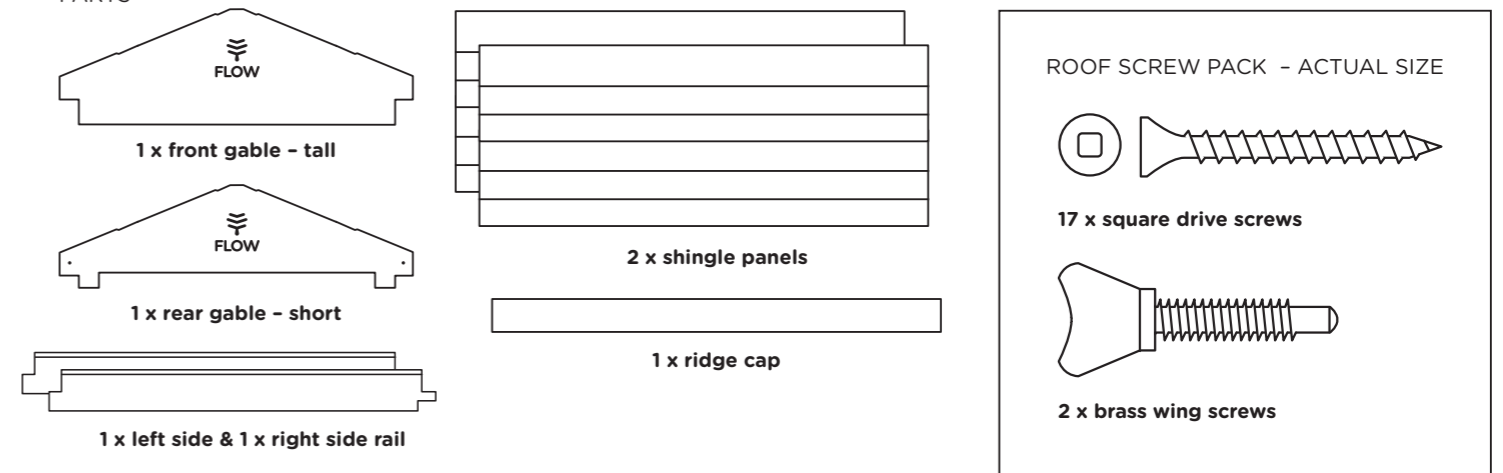 PARTS
FLOW
1 x front gable – tall
FLOW
1 x rear gable – short
1 x left side & 1 x right side rail
2 x shingle panels
1 x ridge cap
ROOF SCREW PACK – ACTUAL SIZE
17 x square drive screws
2 x brass wing screws